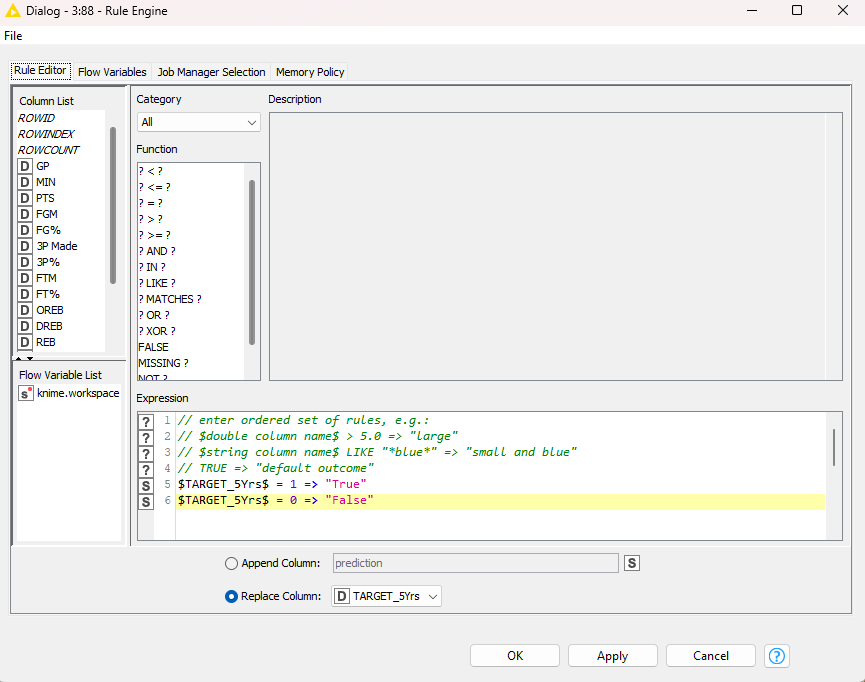 Dialog - 3:88 - Rule Engine
File
Rule Editor Flow Variables Job Manager Selection Memory Policy
Column List
ROWID
ROWINDEX
ROWCOUNT
D GP
D MIN
D PTS
D FGM
D FG%
D 3P Made
D 3P%
D FTM
D FT%
D OREB
D DREB
D REB
Flow Variable List
s knime.workspace
Category
All
Function
? < ?
? <= ?
? = ?
? > ?
? >= ?
? AND ?
? IN ?
? LIKE ?
? MATCHES ?
? OR ?
? XOR ?
FALSE
MISSING ?
NOT ?
Description
Expression
? 1 // enter ordered set of rules, e.g.:
? 2 // $double column name$ > 5.0 => "large"
? 3 // $string column name$ LIKE "*blue*" => "small and blue"
? 4 // TRUE => "default outcome"
S 5 $TARGET_5Yrs$ = 1 => "True"
S 6 $TARGET_5Yrs$ = 0 => "False"
Append Column: prediction S
Replace Column: D TARGET_5Yrs
OK Apply Cancel ?